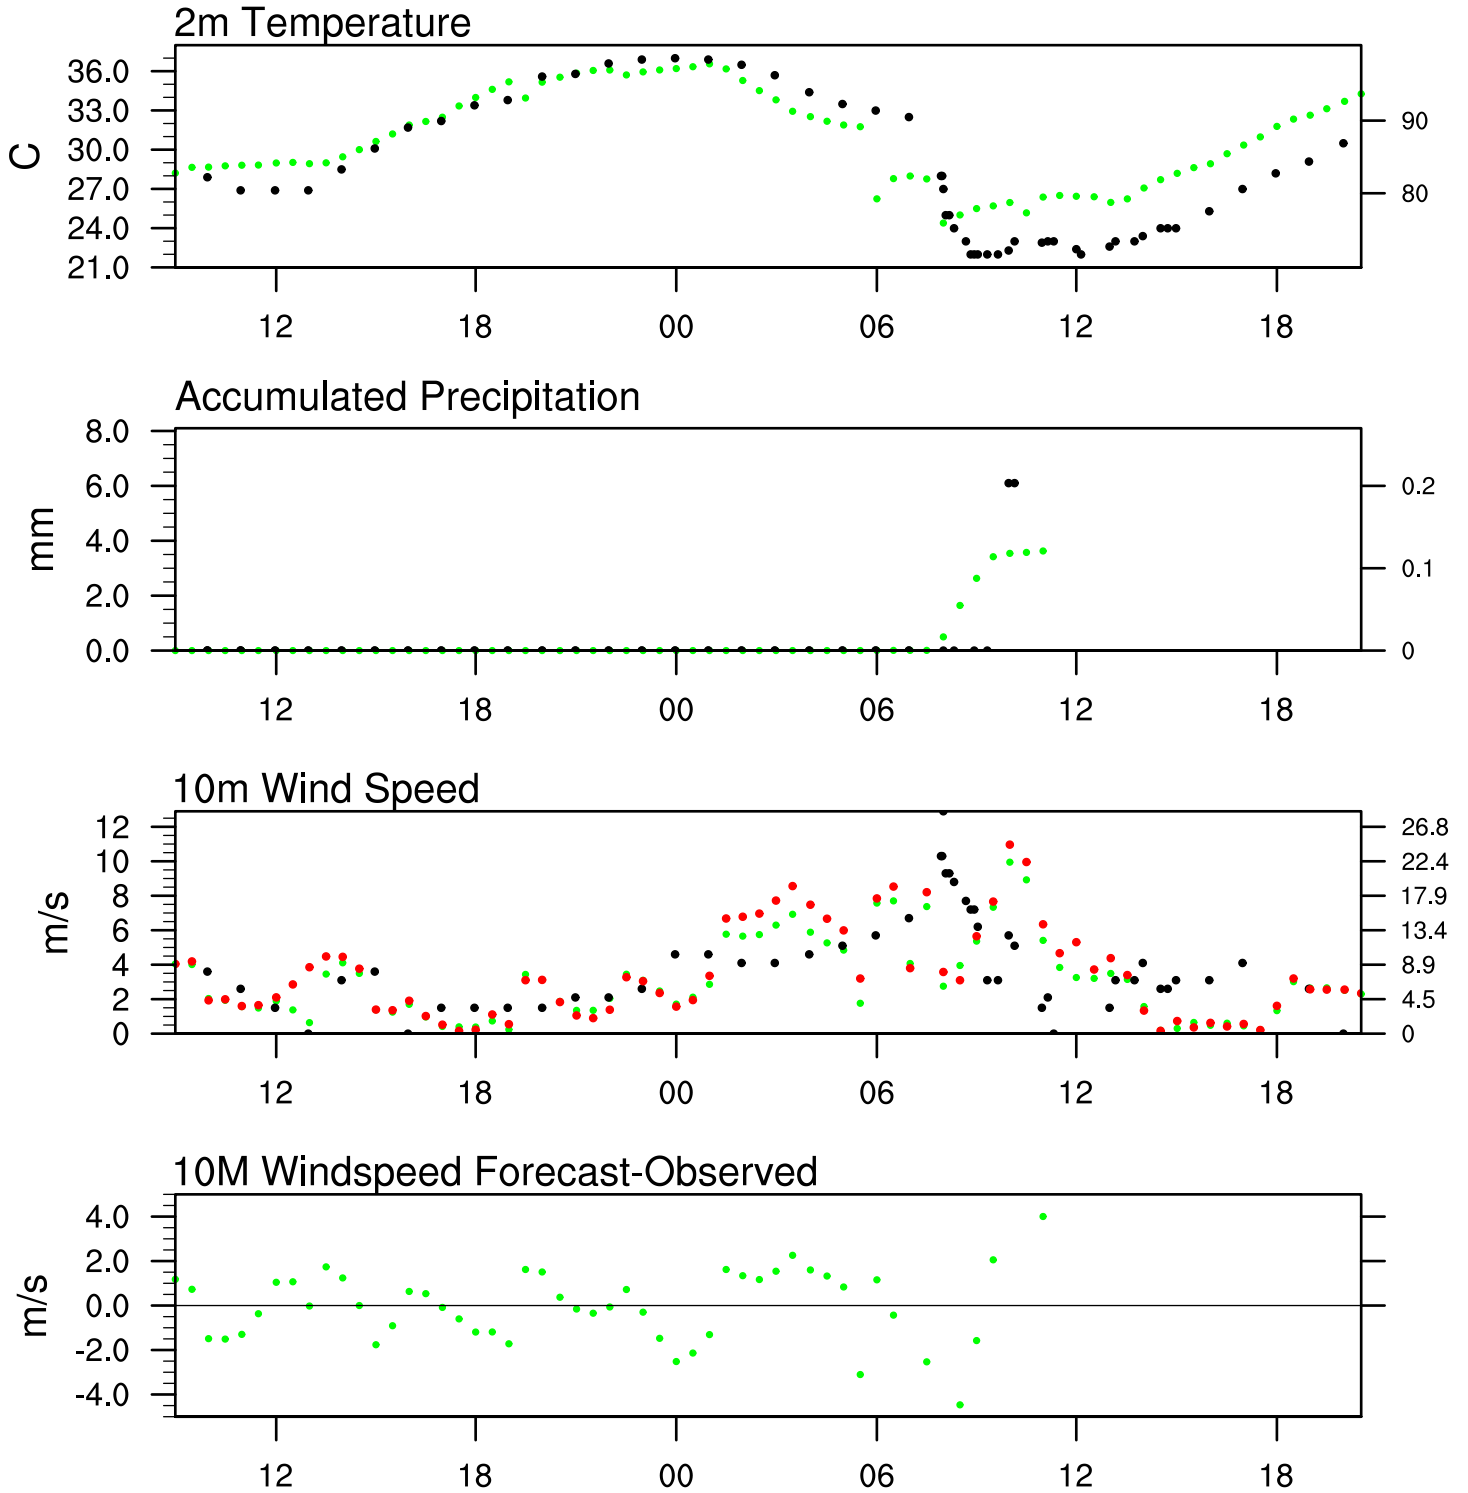 2m Temperature
36.0
33.0
30.0
27.0
24.0
21.0
C
90
80
12 18 00 06 12 18
Accumulated Precipitation
8.0
6.0
4.0
2.0
0.0
mm
0.2
0.1
0
12 18 00 06 12 18
10m Wind Speed
12
10
8
6
4
2
0
m/s
26.8
22.4
17.9
13.4
8.9
4.5
0
12 18 00 06 12 18
10M Windspeed Forecast-Observed
4.0
2.0
0.0
-2.0
-4.0
m/s
12 18 00 06 12 18